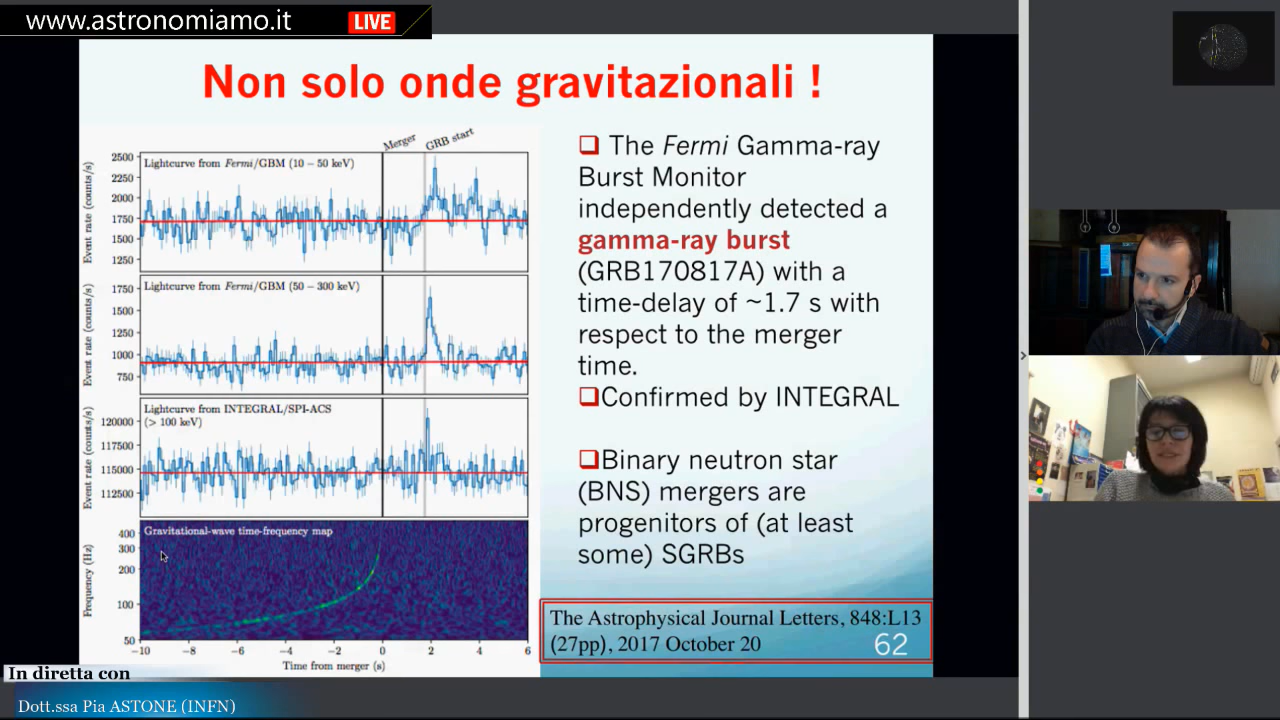 www.astronomiamo.it LIVE
Non solo onde gravitazionali !
Merger GRB start
Lightcurve from Fermi/GBM (10 − 50 keV)
Event rate (counts/s)
2500
2250
2000
1750
1500
1250
Lightcurve from Fermi/GBM (50 − 300 keV)
Event rate (counts/s)
1750
1500
1250
1000
750
Lightcurve from INTEGRAL/SPI-ACS
(> 100 keV)
Event rate (counts/s)
120000
117500
115000
112500
Gravitational-wave time-frequency map
Frequency (Hz)
400
300
200
100
50
−10 −8 −6 −4 −2 0 2 4 6
Time from merger (s)
The Fermi Gamma-ray
Burst Monitor
independently detected a
gamma-ray burst
(GRB170817A) with a
time-delay of ~1.7 s with
respect to the merger
time.
Confirmed by INTEGRAL
Binary neutron star
(BNS) mergers are
progenitors of (at least
some) SGRBs
The Astrophysical Journal Letters, 848:L13
(27pp), 2017 October 20
62
In diretta con
Dott.ssa Pia ASTONE (INFN)